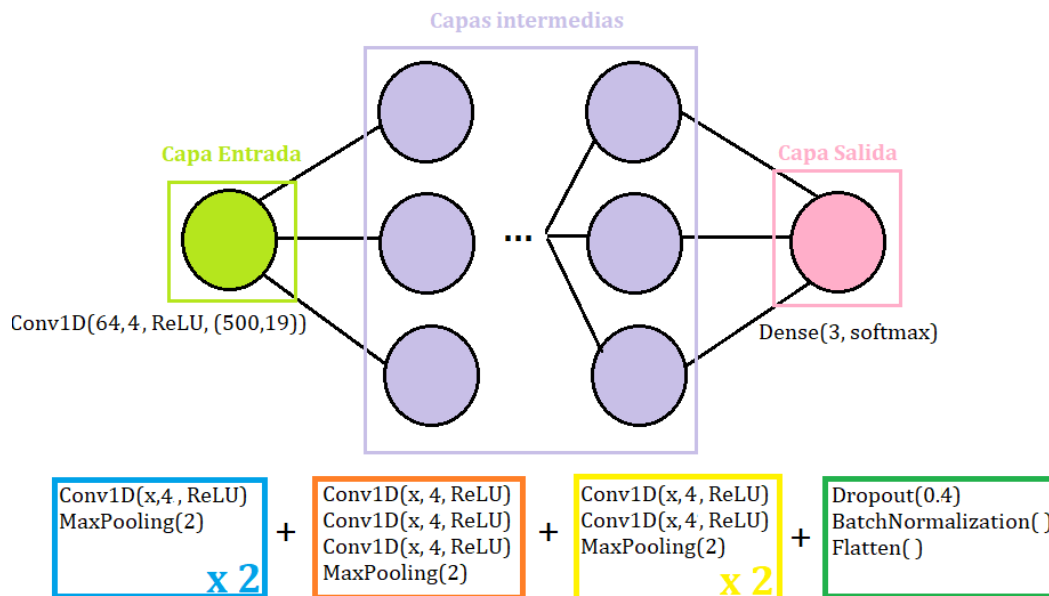 Capas intermedias
Capa Entrada
Capa Salida
...
Conv1D(64,4, ReLU, (500,19))
Dense(3, softmax)
Conv1D(x,4, ReLU)
MaxPooling(2)
x 2
+
Conv1D(x, 4, ReLU)
Conv1D(x, 4, ReLU)
Conv1D(x, 4, ReLU)
MaxPooling(2)
+
Conv1D(x, 4, ReLU)
Conv1D(x, 4, ReLU)
MaxPooling(2)
x 2
+
Dropout(0.4)
BatchNormalization( )
Flatten( )